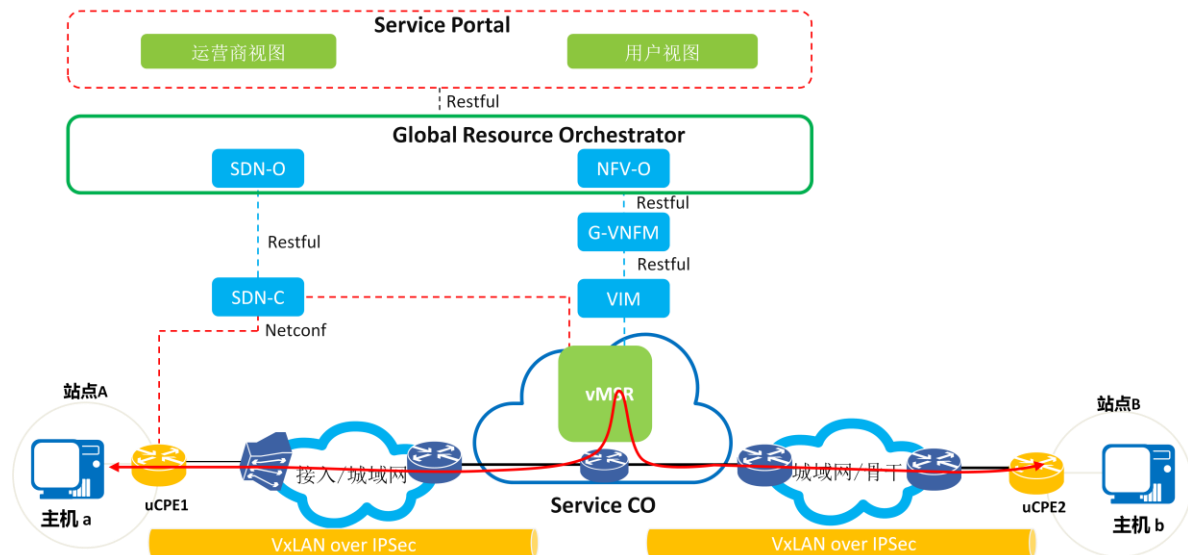 Service Portal
运营商视图
用户视图
Restful
Global Resource Orchestrator
SDN-O
NFV-O
Restful
G-VNFM
Restful
Restful
SDN-C
VIM
Netconf
vMSR
站点A
站点B
接入/城域网
城域网/骨干
主机 a
uCPE1
Service CO
uCPE2
主机 b
VxLAN over IPSec
VxLAN over IPSec